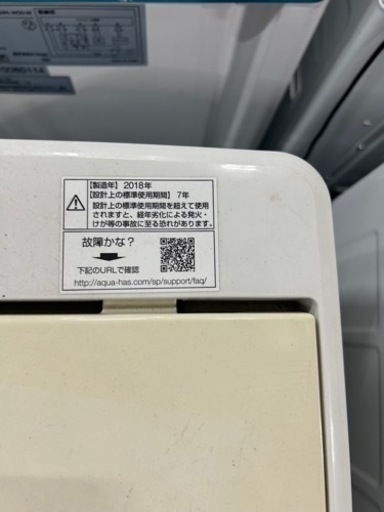 【製造年】2018年
【設計上の標準使用期間】7年
設計上の標準使用期間を超えて使用
されますと、経年劣化による発火・
けが等の事故に至る恐れがあります。
故障かな?
下記のURLで確認
http://aqua-has.com/sp/support/faq/